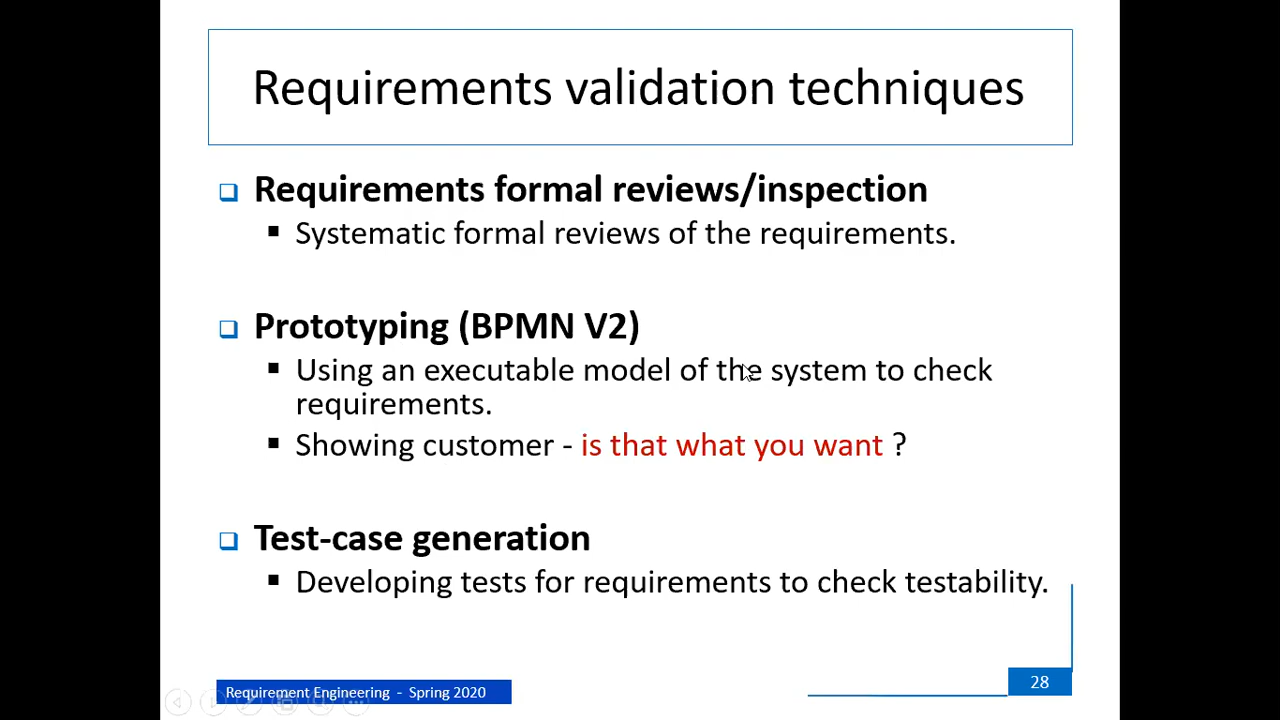 Requirements validation techniques
Requirements formal reviews/inspection
Systematic formal reviews of the requirements.
Prototyping (BPMN V2)
Using an executable model of the system to check
requirements.
Showing customer - is that what you want ?
Test-case generation
Developing tests for requirements to check testability.
Requirement Engineering - Spring 2020
28